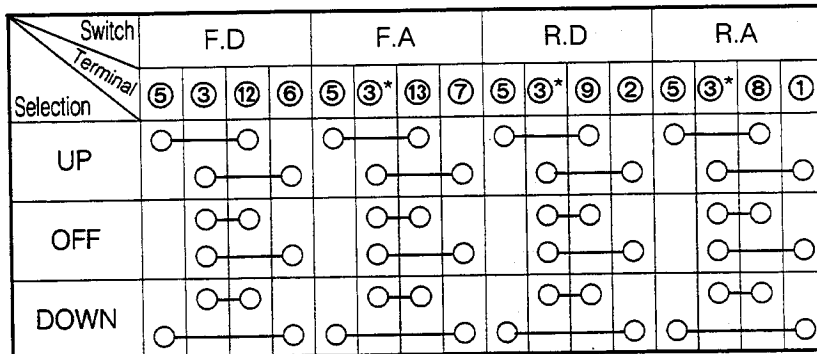 Switch F.D F.A R.D R.A
Terminal
Selection ⑤ ③ ⑫ ⑥ ⑤ ③* ⑬ ⑦ ⑤ ③* ⑨ ② ⑤ ③* ⑧ ①
UP
OFF
DOWN